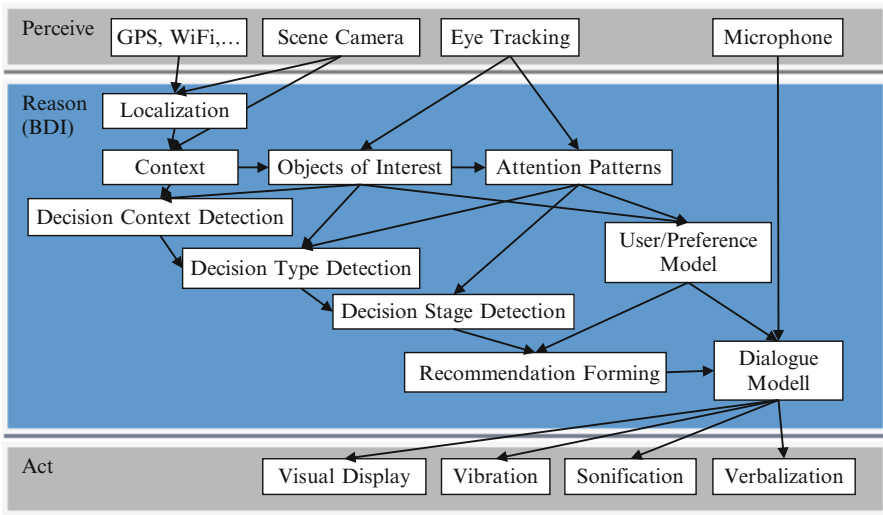 Perceive
GPS, WiFi,...
Scene Camera
Eye Tracking
Microphone
Reason
(BDI)
Localization
Context
Objects of Interest
Attention Patterns
Decision Context Detection
User/Preference
Model
Decision Type Detection
Decision Stage Detection
Recommendation Forming
Dialogue
Modell
Act
Visual Display
Vibration
Sonification
Verbalization